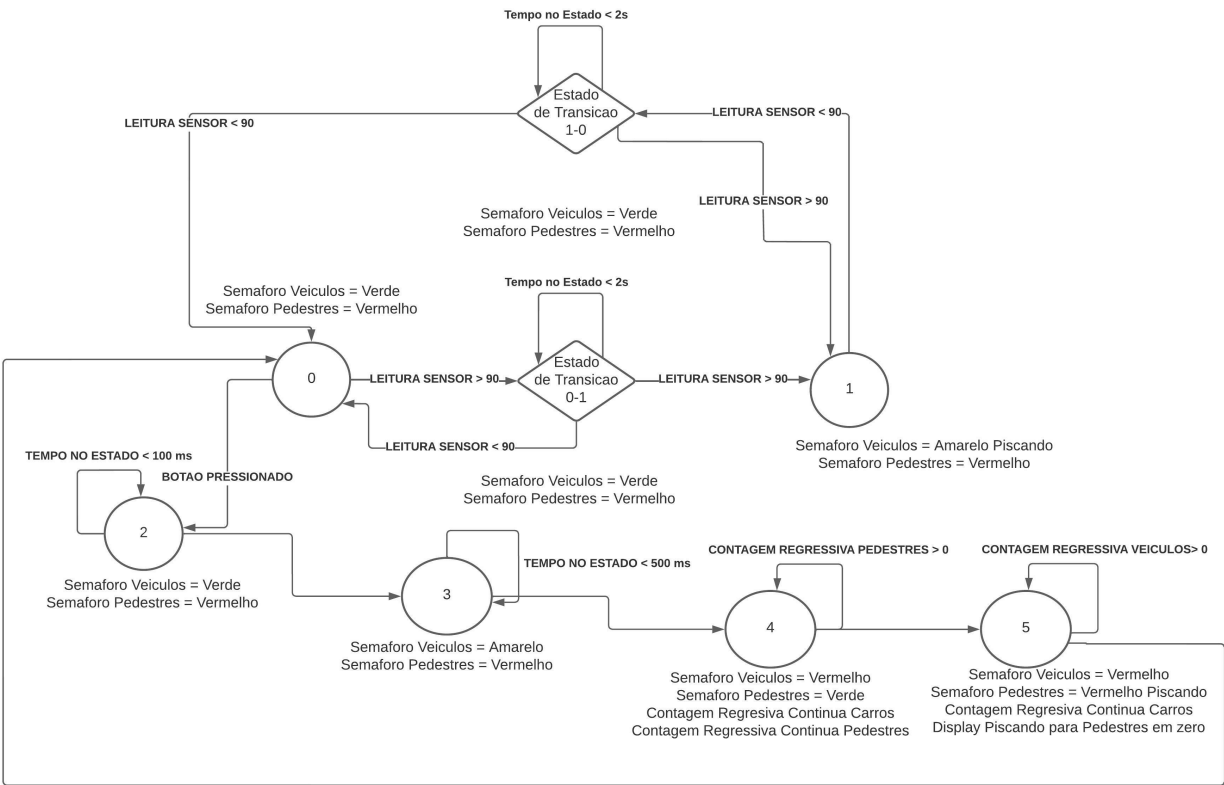 Tempo no Estado < 2s
Estado
de Transicao
1-0
LEITURA SENSOR < 90
LEITURA SENSOR < 90
LEITURA SENSOR > 90
Semaforo Veiculos = Verde
Semaforo Pedestres = Vermelho
Tempo no Estado < 2s
Semaforo Veiculos = Verde
Semaforo Pedestres = Vermelho
0
LEITURA SENSOR > 90
Estado
de Transicao
0-1
LEITURA SENSOR > 90
1
LEITURA SENSOR < 90
Semaforo Veiculos = Amarelo Piscando
Semaforo Pedestres = Vermelho
TEMPO NO ESTADO < 100 ms
BOTAO PRESSIONADO
Semaforo Veiculos = Verde
Semaforo Pedestres = Vermelho
2
Semaforo Veiculos = Verde
Semaforo Pedestres = Vermelho
TEMPO NO ESTADO < 500 ms
3
Semaforo Veiculos = Amarelo
Semaforo Pedestres = Vermelho
CONTAGEM REGRESSIVA PEDESTRES > 0
4
Semaforo Veiculos = Vermelho
Semaforo Pedestres = Verde
Contagem Regresiva Continua Carros
Contagem Regressiva Continua Pedestres
CONTAGEM REGRESSIVA VEICULOS> 0
5
Semaforo Veiculos = Vermelho
Semaforo Pedestres = Vermelho Piscando
Contagem Regresiva Continua Carros
Display Piscando para Pedestres em zero